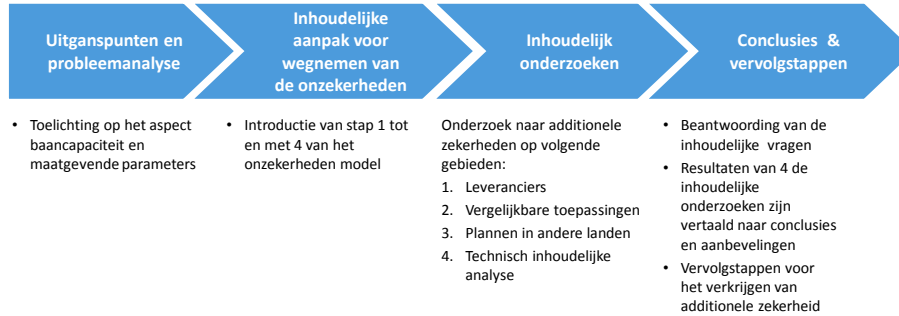 Uitganspunten en
probleemanalyse
Inhoudelijke
aanpak voor
wegnemen van
de onzekerheden
Inhoudelijk
onderzoeken
Conclusies &
vervolgstappen
• Toelichting op het aspect
baancapaciteit en
maatgevende parameters
• Introductie van stap 1 tot
en met 4 van het
onzekerheden model
Onderzoek naar additionele
zekerheden op volgende
gebieden:
1. Leveranciers
2. Vergelijkbare toepassingen
3. Plannen in andere landen
4. Technisch inhoudelijke
analyse
• Beantwoording van de
inhoudelijke vragen
• Resultaten van 4 de
inhoudelijke
onderzoeken zijn
vertaald naar conclusies
en aanbevelingen
• Vervolgstappen voor
het verkrijgen van
additionele zekerheid